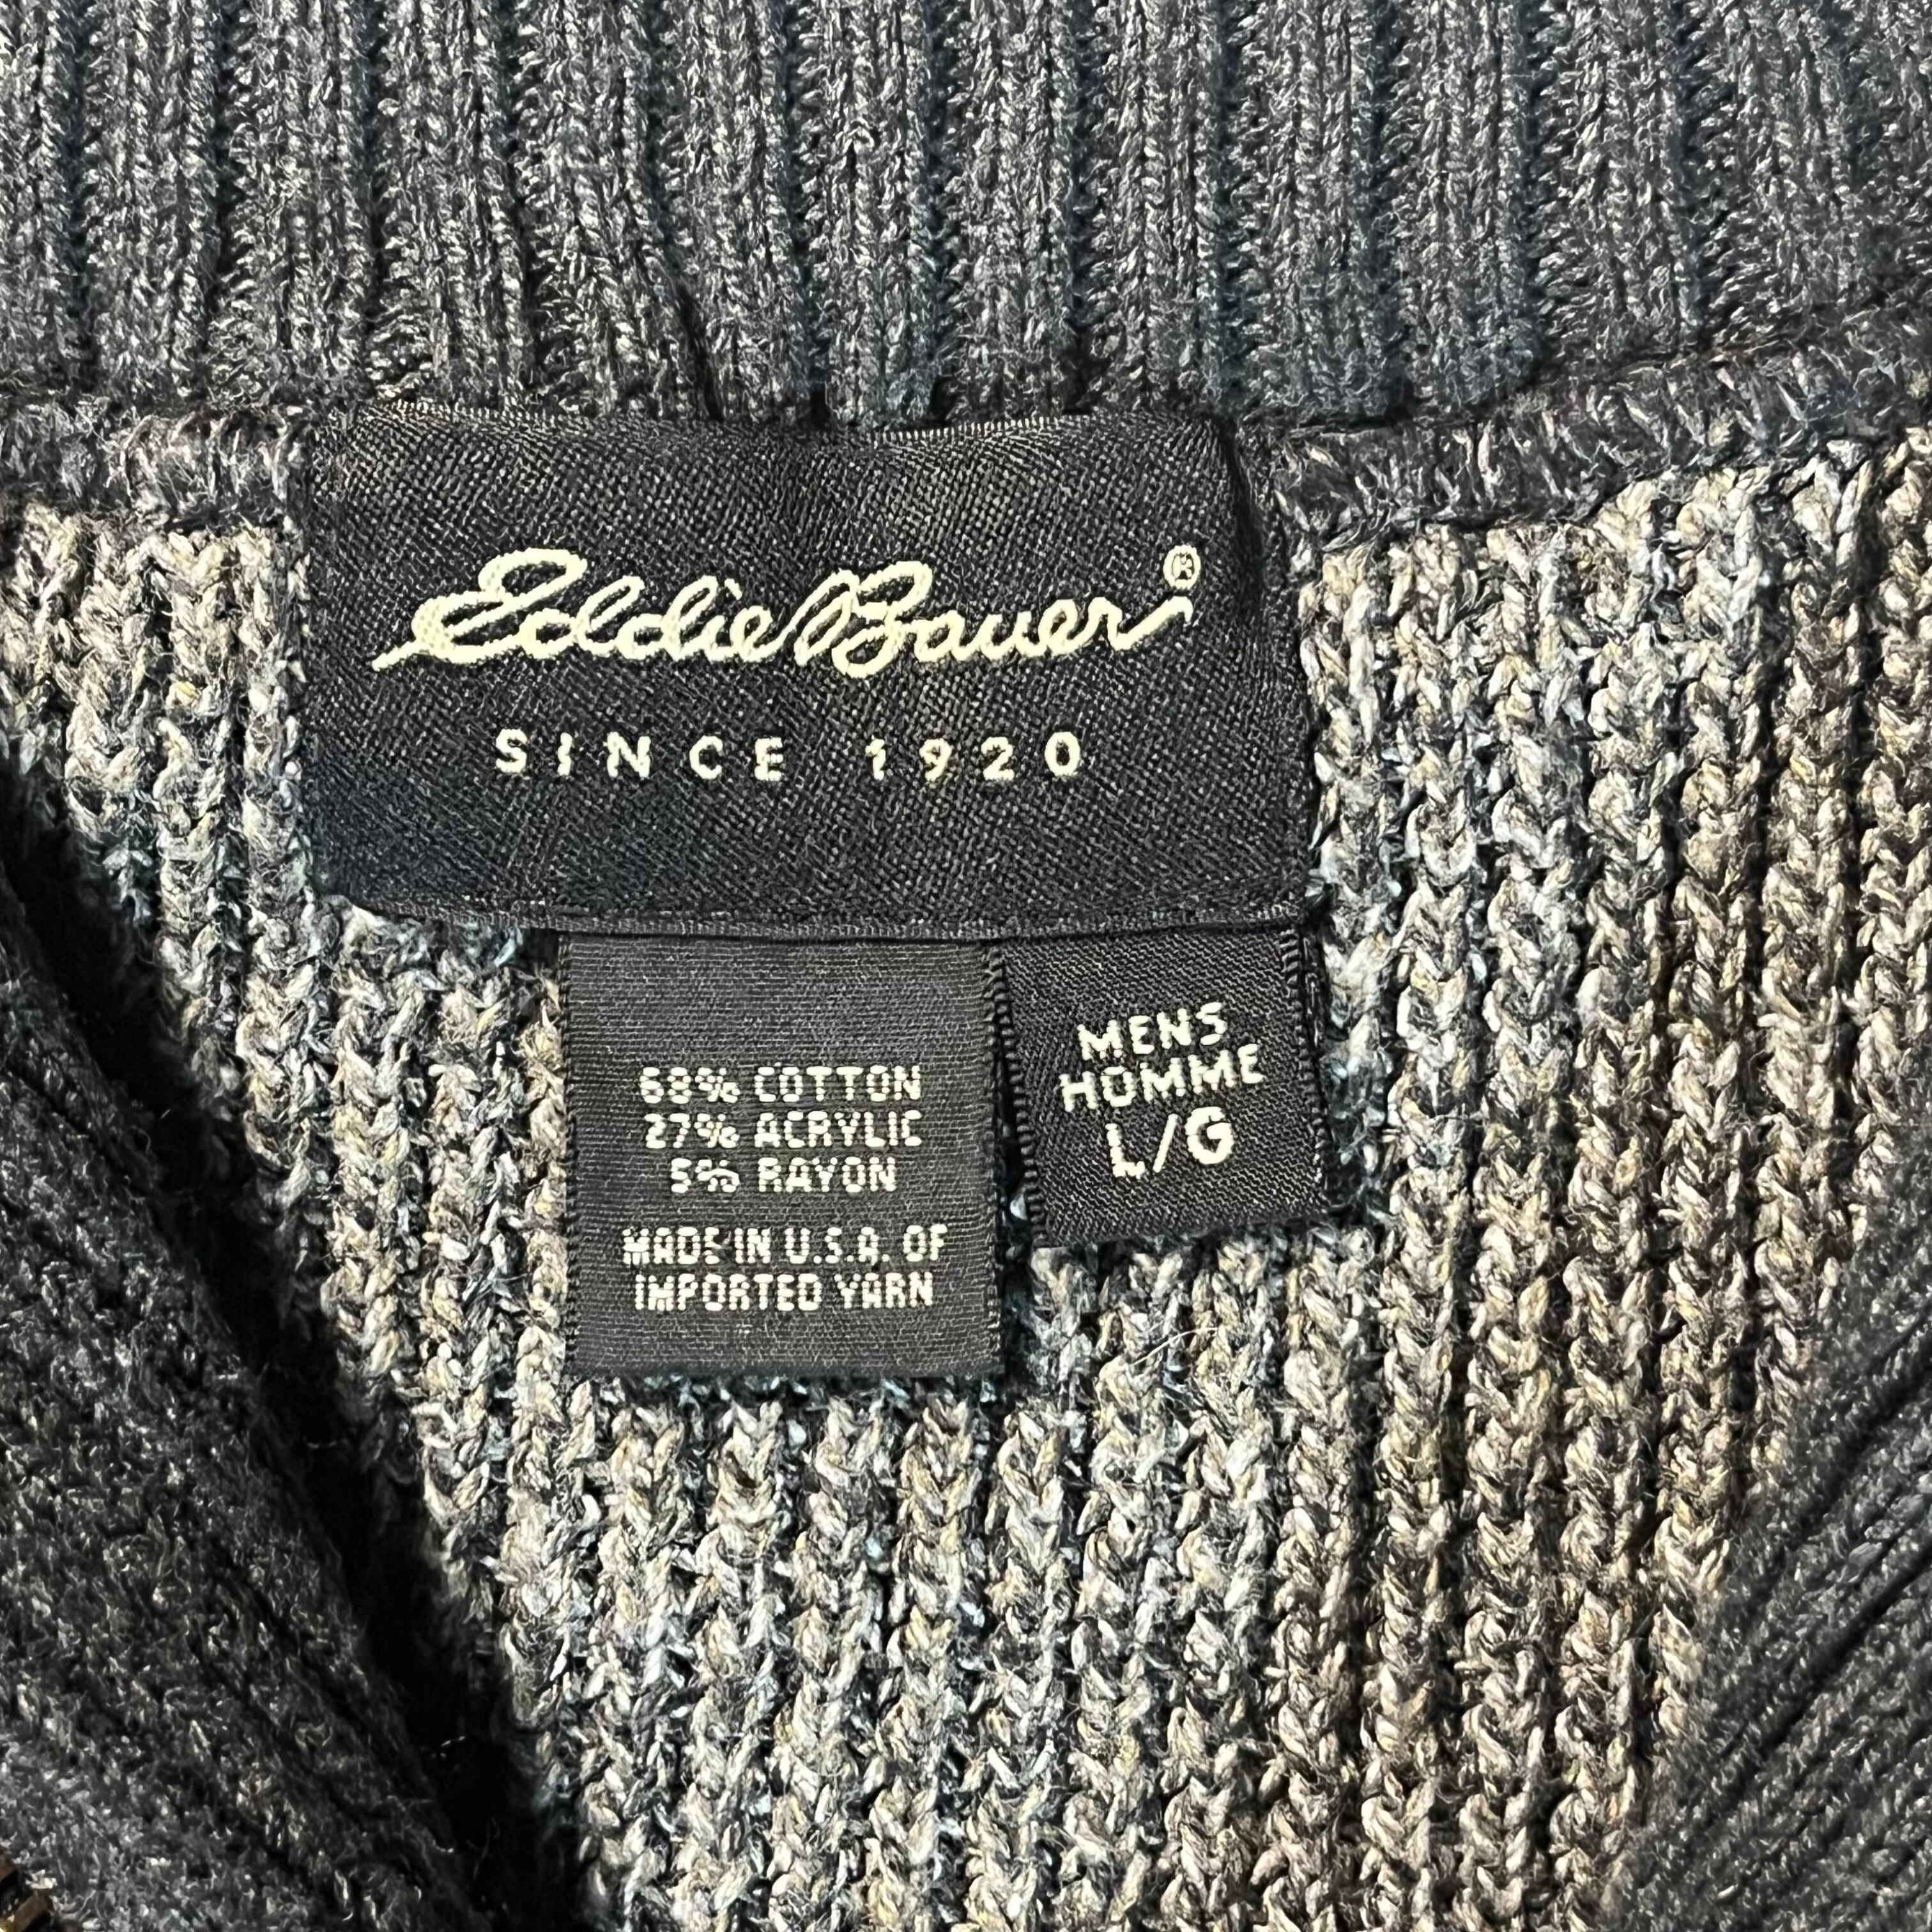 Eddie Bauer®
SINCE 1920
68% COTTON
27% ACRYLIC
5% RAYON
MADE IN U.S.A. OF
IMPORTED YARN
MENS
HOMME
L/G